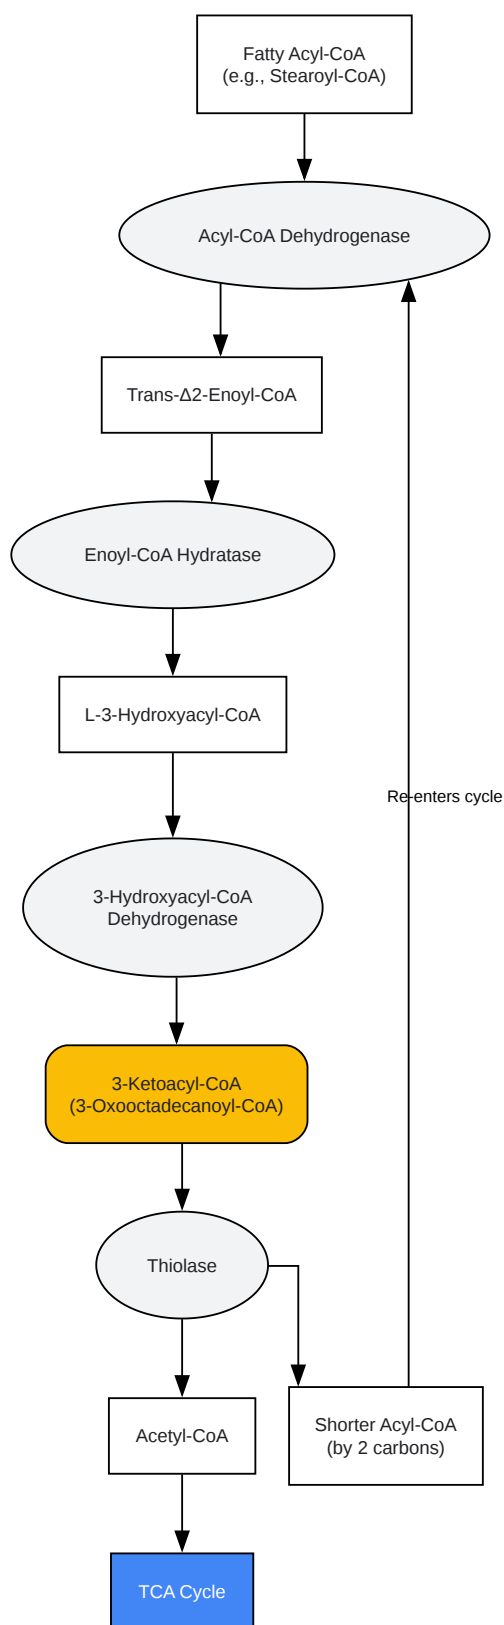 Fatty Acyl-CoA
(e.g., Stearoyl-CoA)
Acyl-CoA Dehydrogenase
Trans-Δ2-Enoyl-CoA
Enoyl-CoA Hydratase
L-3-Hydroxyacyl-CoA
Re-enters cycle
3-Hydroxyacyl-CoA
Dehydrogenase
3-Ketoacyl-CoA
(3-Oxooctadecanoyl-CoA)
Thiolase
Acetyl-CoA
Shorter Acyl-CoA
(by 2 carbons)
TCA Cycle